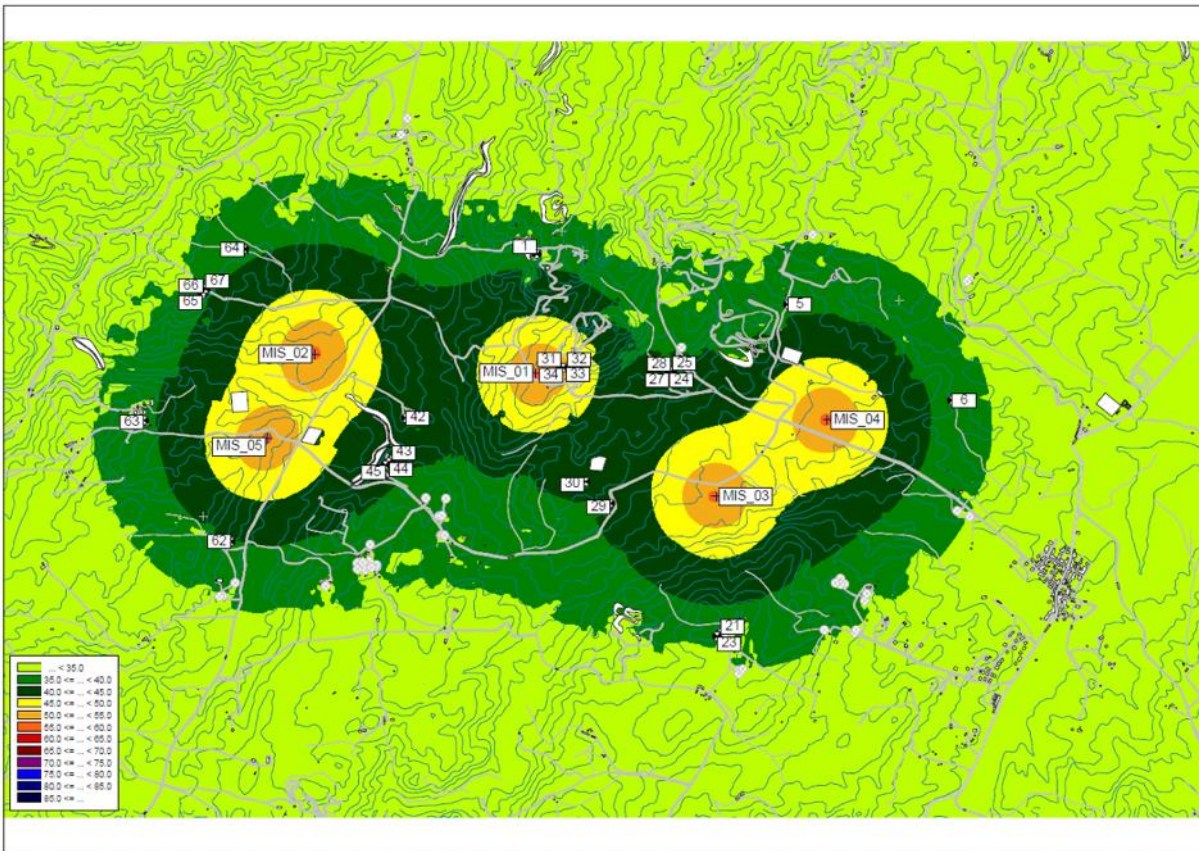 1
64
66 67
65
5
MIS_02
MIS_01
31 32
34 33
28 25
27 24
6
63
42
MIS_04
MIS_05
43
45 44
30
29
MIS_03
62
21
23
... < 35.0
35.0 <= ... < 40.0
40.0 <= ... < 45.0
45.0 <= ... < 50.0
50.0 <= ... < 55.0
55.0 <= ... < 60.0
60.0 <= ... < 65.0
65.0 <= ... < 70.0
70.0 <= ... < 75.0
75.0 <= ... < 80.0
80.0 <= ... < 85.0
85.0 <= ...